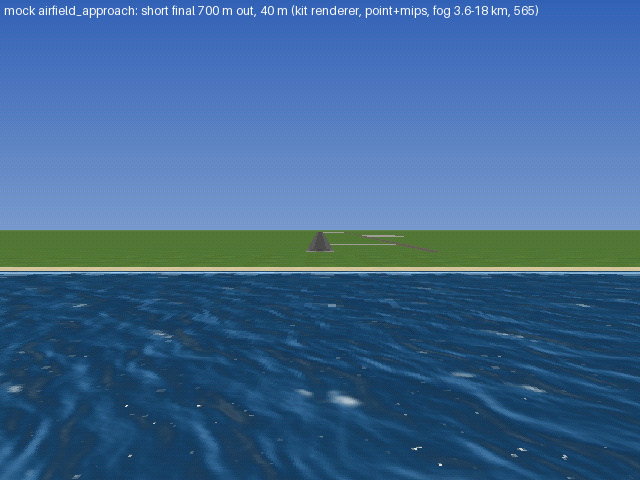 mock airfield_approach: short final 700 m out, 40 m (kit renderer, point+mips, fog 3.6-18 km, 565)